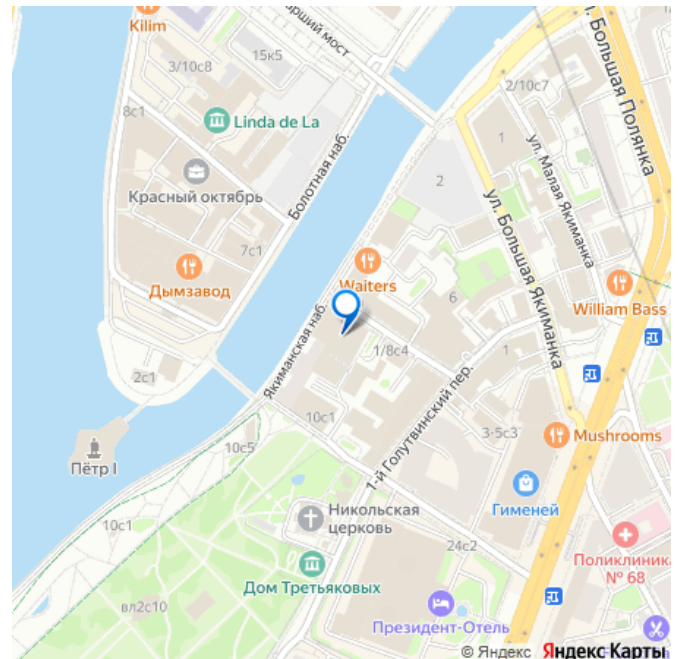 Kilim
арший мост
15к5
3/10с8
2/10с7
ул. Большая Полянка
8с1
Linda de La
1
ул. Малая Якиманка
Болотная наб.
Красный октябрь
2
ул. Большая Якиманка
7с1
Дымзавод
Waiters
6
William Bass
Якиманская наб.
1/8с4
1
2с1
1-й Голутвинский пер.
10с1
3-5с3
Mushrooms
Пётр I
10с5
Гименей
Никольская
церковь
10с1
24с2
Поликлиник
№ 68
Дом Третьяковых
вл2с10
Президент-Отель
© Яндекс Яндекс Карты